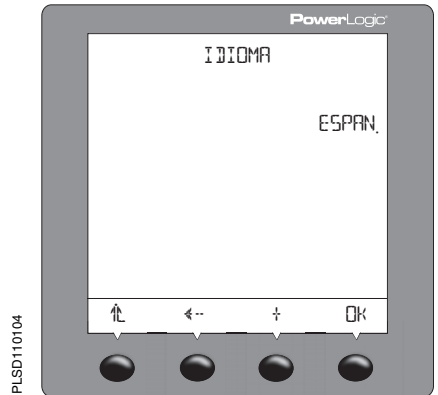 PowerLogic®
IDIOMA
ESPAN.
OK
PLSD110104